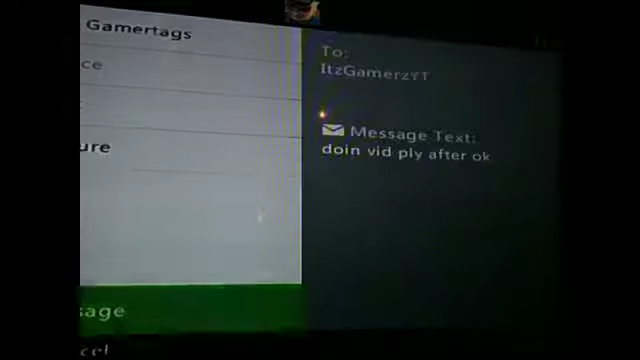 Gamertags
ce
ure
sage
cel
To:
ItzGamerzYT
Message Text:
doin vid ply after ok